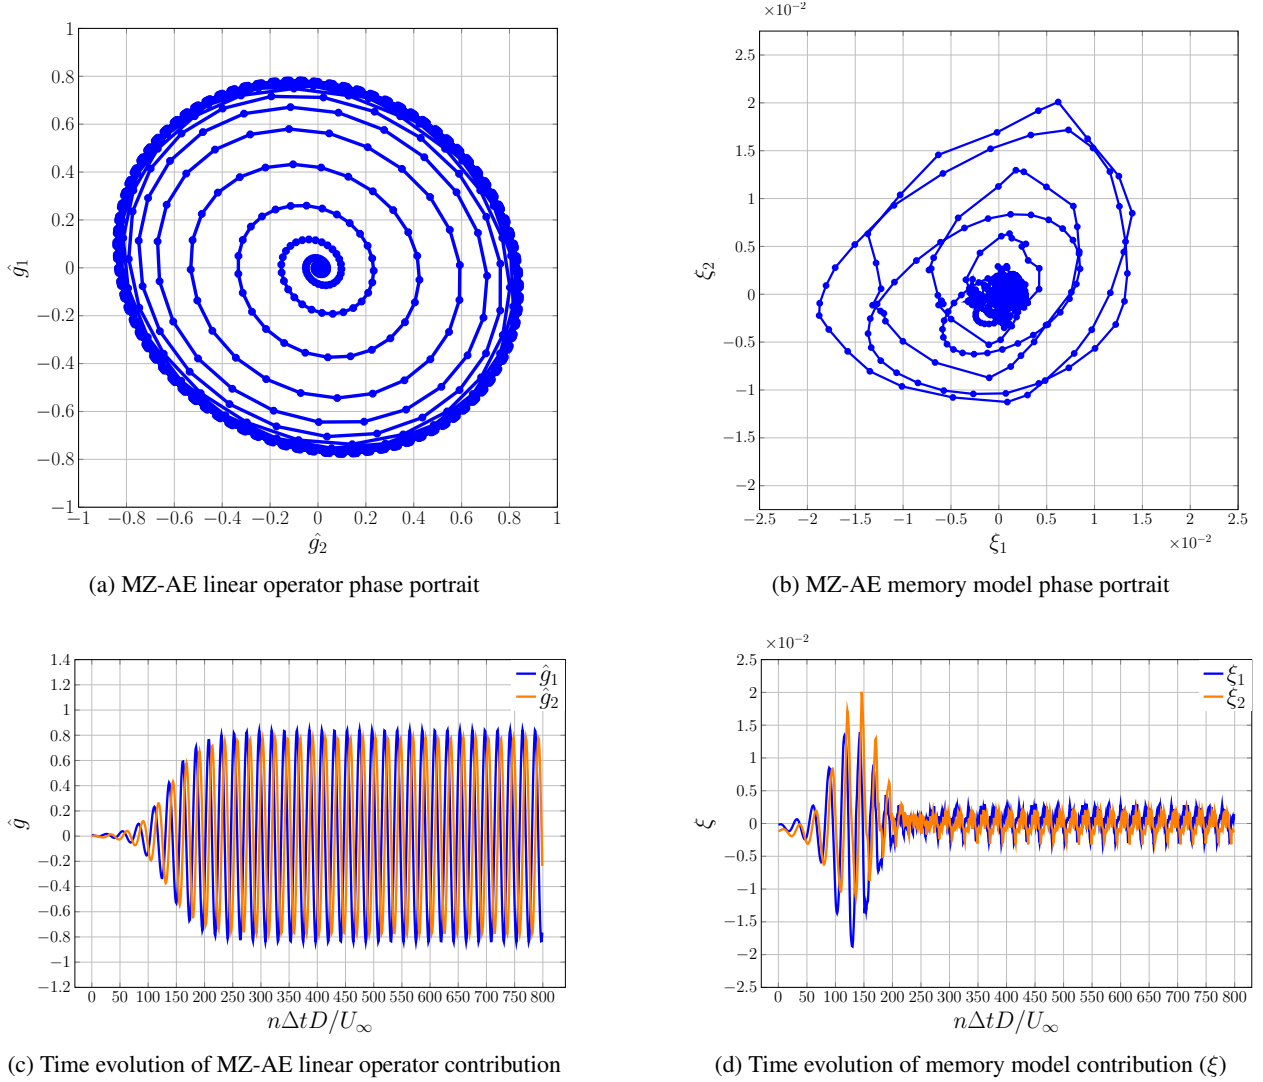 ×10⁻²
1
0.8
0.6
0.4
0.2
0
−0.2
−0.4
−0.6
−0.8
−1
ĝ₁
−1 −0.8 −0.6 −0.4 −0.2 0 0.2 0.4 0.6 0.8 1
ĝ₂
2.5
2
1.5
1
0.5
0
−0.5
−1
−1.5
−2
ξ₂
−2.5 −2 −1.5 −1 −0.5 0 0.5 1 1.5 2 2.5
ξ₁
×10⁻²
(a) MZ-AE linear operator phase portrait
(b) MZ-AE memory model phase portrait
1.4
1.2
1
0.8
0.6
0.4
0.2
0
−0.2
−0.4
−0.6
−0.8
−1
−1.2
ĝ
ĝ₁
ĝ₂
0 50 100 150 200 250 300 350 400 450 500 550 600 650 700 750 800
nΔtD/U∞
×10⁻²
2.5
2
1.5
1
0.5
0
−0.5
−1
−1.5
−2
−2.5
ξ
ξ₁
ξ₂
0 50 100 150 200 250 300 350 400 450 500 550 600 650 700 750 800
nΔtD/U∞
(c) Time evolution of MZ-AE linear operator contribution
(d) Time evolution of memory model contribution (ξ)